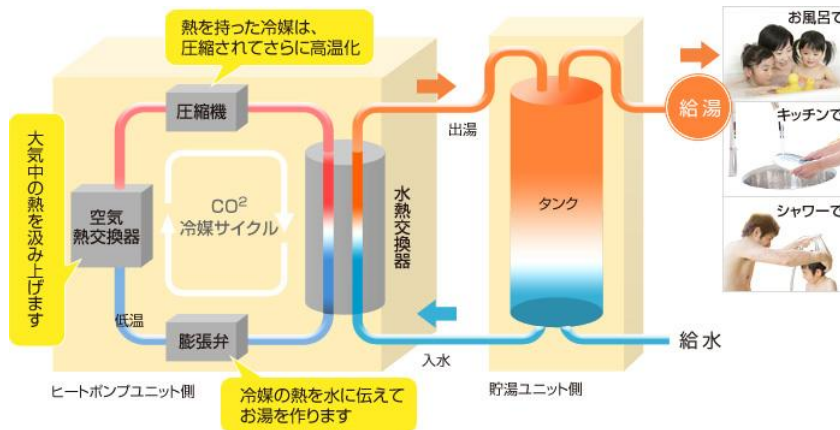 熱を持った冷媒は、
圧縮されてさらに高温化
圧縮機
大気中の熱を汲み上げます
空気
熱交換器
CO²
冷媒サイクル
水熱交換器
低温
膨張弁
冷媒の熱を水に伝えて
お湯を作ります
ヒートポンプユニット側
出湯
入水
タンク
貯湯ユニット側
給湯
給水
お風呂で
キッチンで
シャワーで